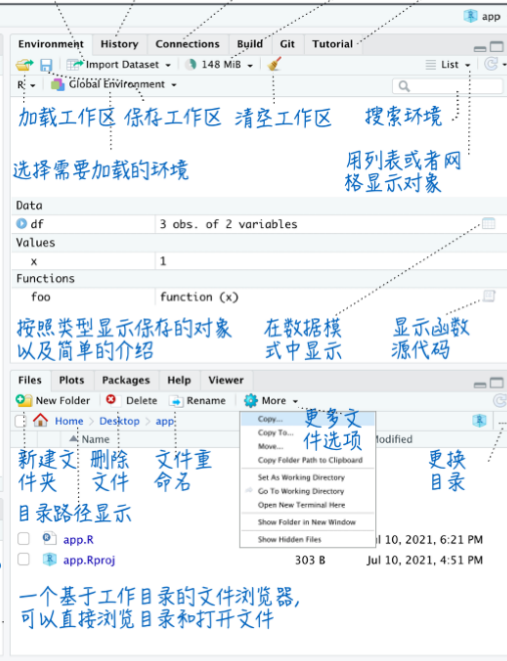 app
Environment History Connections Build Git Tutorial
Import Dataset 148 MiB List
R Global Environment
加载工作区 保存工作区 清空工作区 搜索环境
选择需要加载的环境
用列表或者网
格显示对象
Data
df 3 obs. of 2 variables
Values
x 1
Functions
foo function (x)
按照类型显示保存的对象
以及简单的介绍
在数据模
式中显示
显示函数
源代码
Files Plots Packages Help Viewer
New Folder Delete Rename More
Home Desktop app
Name
Modified
新建文
件夹
删除
文件
文件重
命名
Copy...
Copy To...
Move...
Copy Folder Path to Clipboard
Set As Working Directory
Go To Working Directory
Open New Terminal Here
Show Folder in New Window
Show Hidden Files
更多文
件选项
更换
目录
目录路径显示
app.R Jul 10, 2021, 6:21 PM
app.Rproj 303 B Jul 10, 2021, 4:51 PM
一个基于工作目录的文件浏览器,
可以直接浏览目录和打开文件